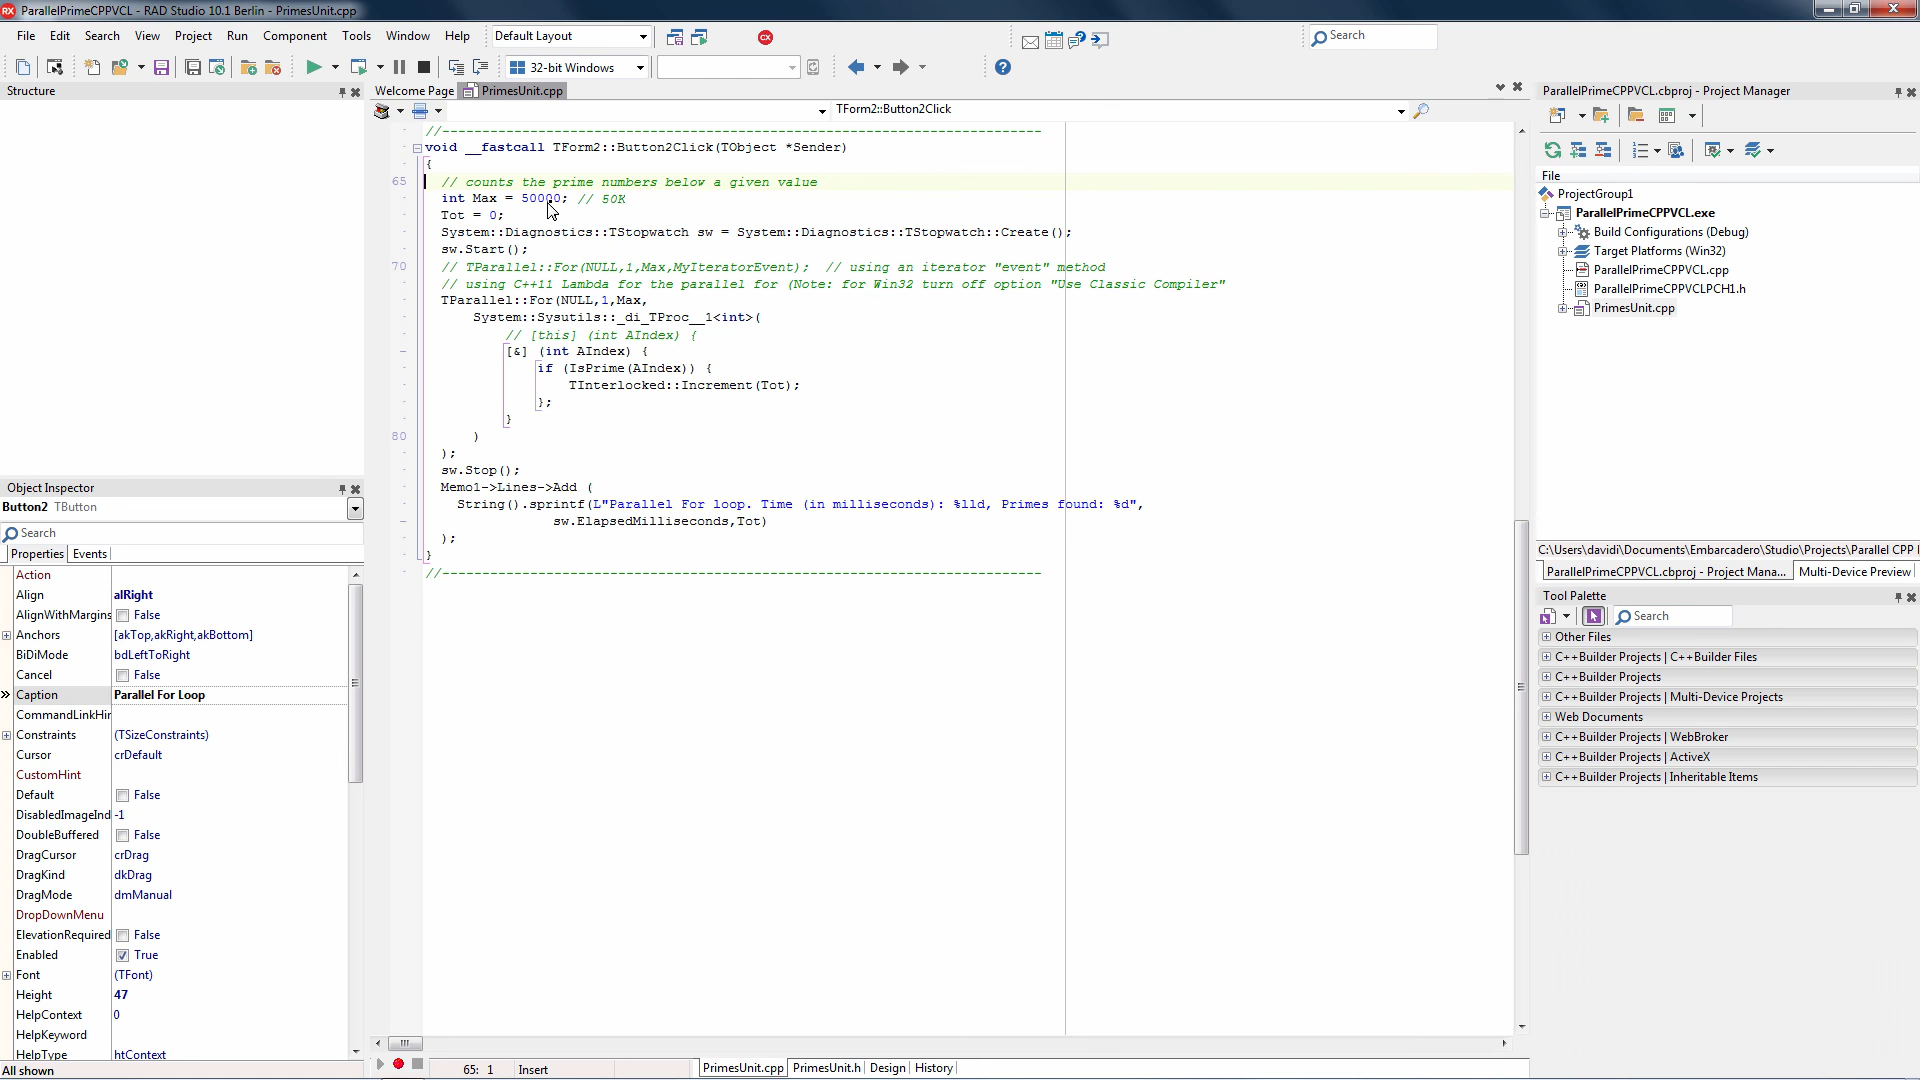 ParallelPrimeCPPVCL - RAD Studio 10.1 Berlin - PrimesUnit.cpp
File Edit Search View Project Run Component Tools Window Help
Default Layout
Search
32-bit Windows
Structure
Welcome Page PrimesUnit.cpp
TForm2::Button2Click
//---------------------------------------------------------------------------
void __fastcall TForm2::Button2Click(TObject *Sender)
{
65 // counts the prime numbers below a given value
int Max = 50000; // 50K
Tot = 0;
System::Diagnostics::TStopwatch sw = System::Diagnostics::TStopwatch::Create();
sw.Start();
70 // TParallel::For(NULL,1,Max,MyIteratorEvent); // using an iterator "event" method
// using C++11 Lambda for the parallel for (Note: for Win32 turn off option "Use Classic Compiler"
TParallel::For(NULL,1,Max,
System::Sysutils::_di_TProc__1<int>(
// [this] (int AIndex) {
[&] (int AIndex) {
if (IsPrime(AIndex)) {
TInterlocked::Increment(Tot);
};
}
80 )
);
sw.Stop();
Memo1->Lines->Add (
String().sprintf(L"Parallel For loop. Time (in milliseconds): %lld, Primes found: %d",
sw.ElapsedMilliseconds,Tot)
);
}
//---------------------------------------------------------------------------
65: 1 Insert
PrimesUnit.cpp PrimesUnit.h Design History
Object Inspector
Button2 TButton
Search
Properties Events
Action
Align alRight
AlignWithMargins False
Anchors [akTop,akRight,akBottom]
BiDiMode bdLeftToRight
Cancel False
Caption Parallel For Loop
CommandLinkHin
Constraints (TSizeConstraints)
Cursor crDefault
CustomHint
Default False
DisabledImageInd -1
DoubleBuffered False
DragCursor crDrag
DragKind dkDrag
DragMode dmManual
DropDownMenu
ElevationRequired False
Enabled True
Font (TFont)
Height 47
HelpContext 0
HelpKeyword
HelpType htContext
All shown
ParallelPrimeCPPVCL.cbproj - Project Manager
File
ProjectGroup1
ParallelPrimeCPPVCL.exe
Build Configurations (Debug)
Target Platforms (Win32)
ParallelPrimeCPPVCL.cpp
ParallelPrimeCPPVCLPCH1.h
PrimesUnit.cpp
C:\Users\davidi\Documents\Embarcadero\Studio\Projects\Parallel CPP
ParallelPrimeCPPVCL.cbproj - Project Mana... Multi-Device Preview
Tool Palette
Search
Other Files
C++Builder Projects | C++Builder Files
C++Builder Projects
C++Builder Projects | Multi-Device Projects
Web Documents
C++Builder Projects | WebBroker
C++Builder Projects | ActiveX
C++Builder Projects | Inheritable Items